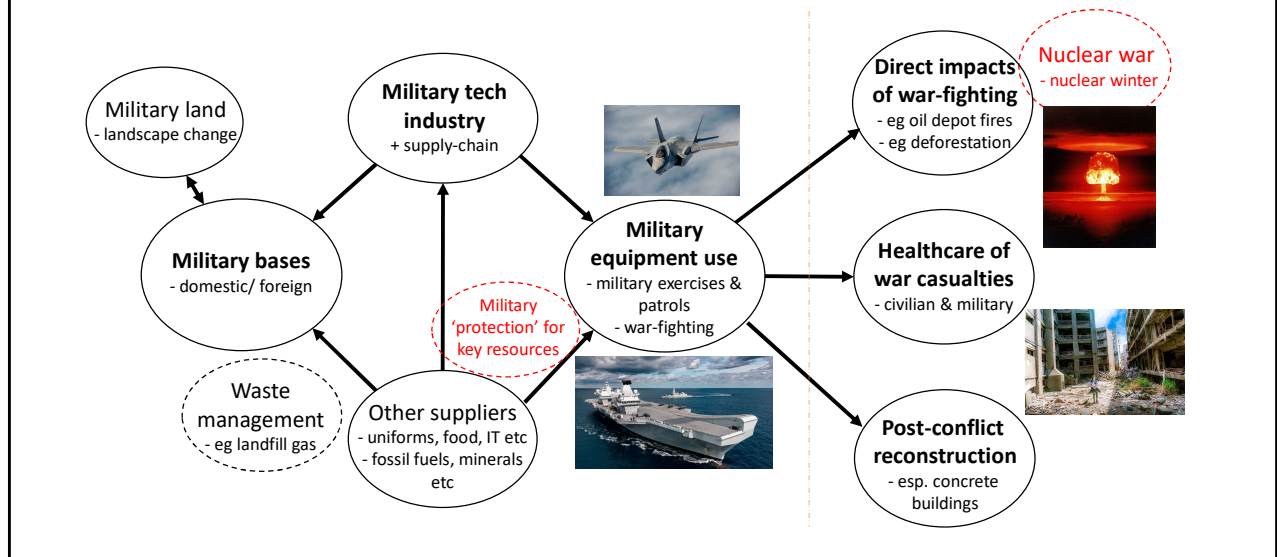 Military land
- landscape change
Military tech
industry
+ supply-chain
Direct impacts
of war-fighting
- eg oil depot fires
- eg deforestation
Nuclear war
- nuclear winter
Military bases
- domestic/ foreign
Military
equipment use
- military exercises &
patrols
- war-fighting
Healthcare of
war casualties
- civilian & military
Military
‘protection’ for
key resources
Waste
management
- eg landfill gas
Other suppliers
- uniforms, food, IT etc
- fossil fuels, minerals
etc
Post-conflict
reconstruction
- esp. concrete
buildings